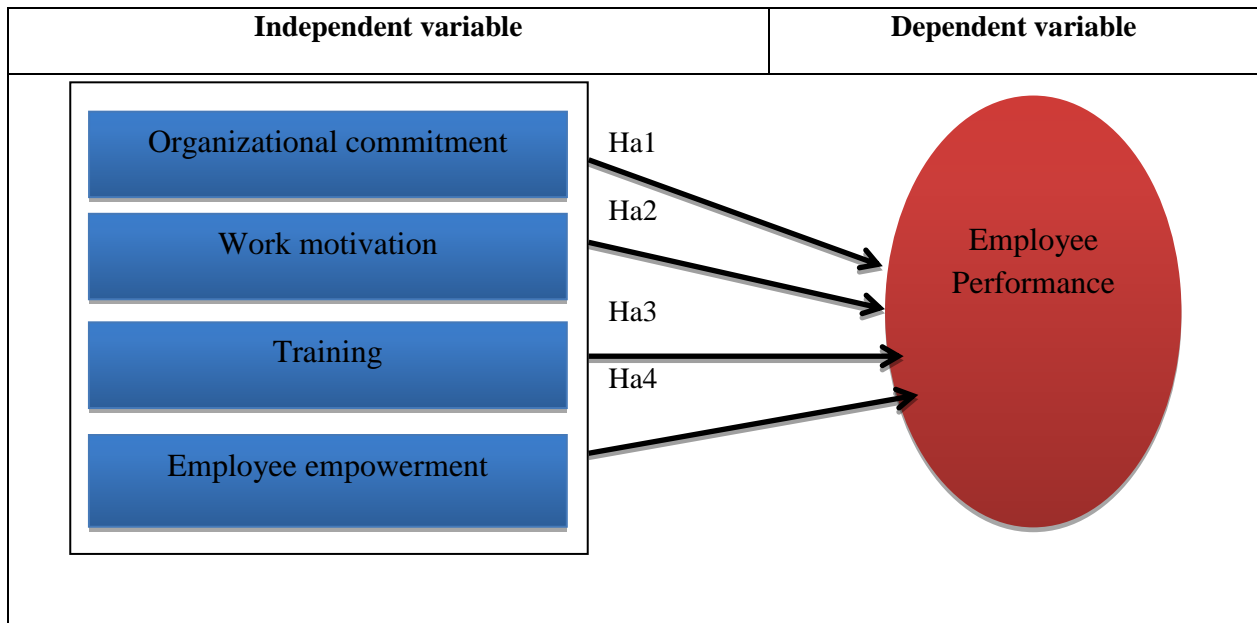 Independent variable
Dependent variable
Organizational commitment
Work motivation
Training
Employee empowerment
Ha1
Ha2
Ha3
Ha4
Employee
Performance